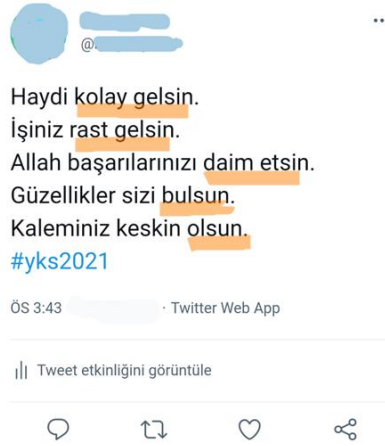 @
Haydi kolay gelsin.
İşiniz rast gelsin.
Allah başarılarınızı daim etsin.
Güzellikler sizi bulsun.
Kaleminiz keskin olsun.
#yks2021
ÖS 3:43 · Twitter Web App
Tweet etkinliğini görüntüle